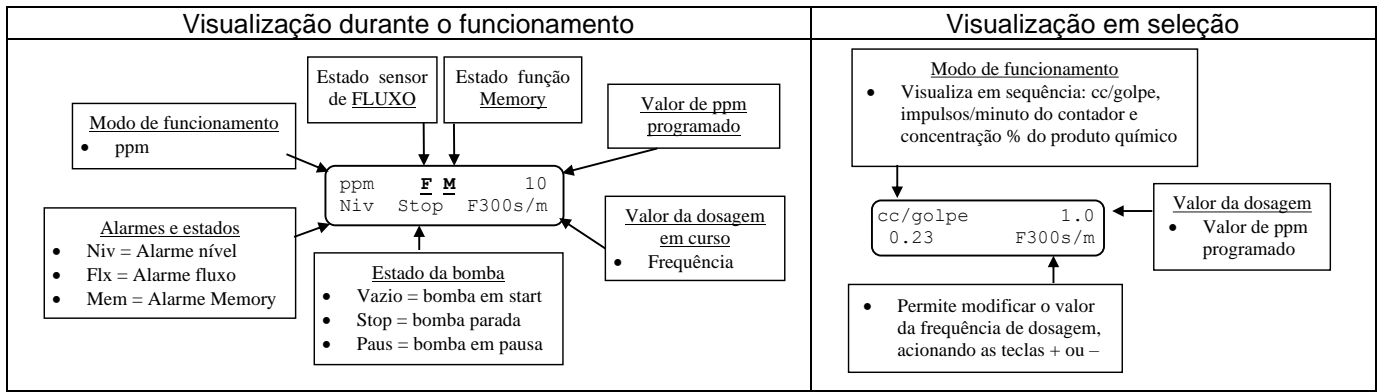 Visualização durante o funcionamento
Estado sensor
de FLUXO
Estado função
Memory
Valor de ppm
programado
Modo de funcionamento
• ppm
ppm F M 10
Niv Stop F300s/m
Alarmes e estados
• Niv = Alarme nível
• Flx = Alarme fluxo
• Mem = Alarme Memory
Estado da bomba
• Vazio = bomba em start
• Stop = bomba parada
• Paus = bomba em pausa
Valor da dosagem
em curso
• Frequência
Visualização em seleção
Modo de funcionamento
• Visualiza em sequência: cc/golpe,
impulsos/minuto do contador e
concentração % do produto químico
cc/golpe 1.0
0.23 F300s/m
Valor da dosagem
• Valor de ppm
programado
• Permite modificar o valor
da frequência de dosagem,
acionando as teclas + ou –